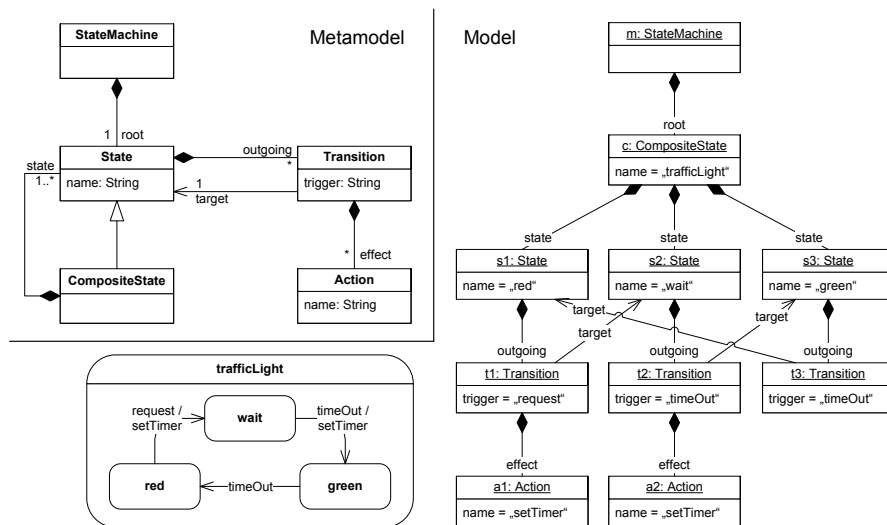 Metamodel
StateMachine
1
root
State
name: String
state
1..*
outgoing
*
Transition
trigger: String
1
target
CompositeState
*
effect
Action
name: String
trafficLight
request /
setTimer
wait
timeOut /
setTimer
red
timeOut
green
Model
m: StateMachine
root
c: CompositeState
name = „trafficLight“
state
state
state
s1: State
name = „red“
s2: State
name = „wait“
s3: State
name = „green“
target
target
target
outgoing
outgoing
outgoing
t1: Transition
trigger = „request“
t2: Transition
trigger = „timeOut“
t3: Transition
trigger = „timeOut“
effect
effect
a1: Action
name = „setTimer“
a2: Action
name = „setTimer“